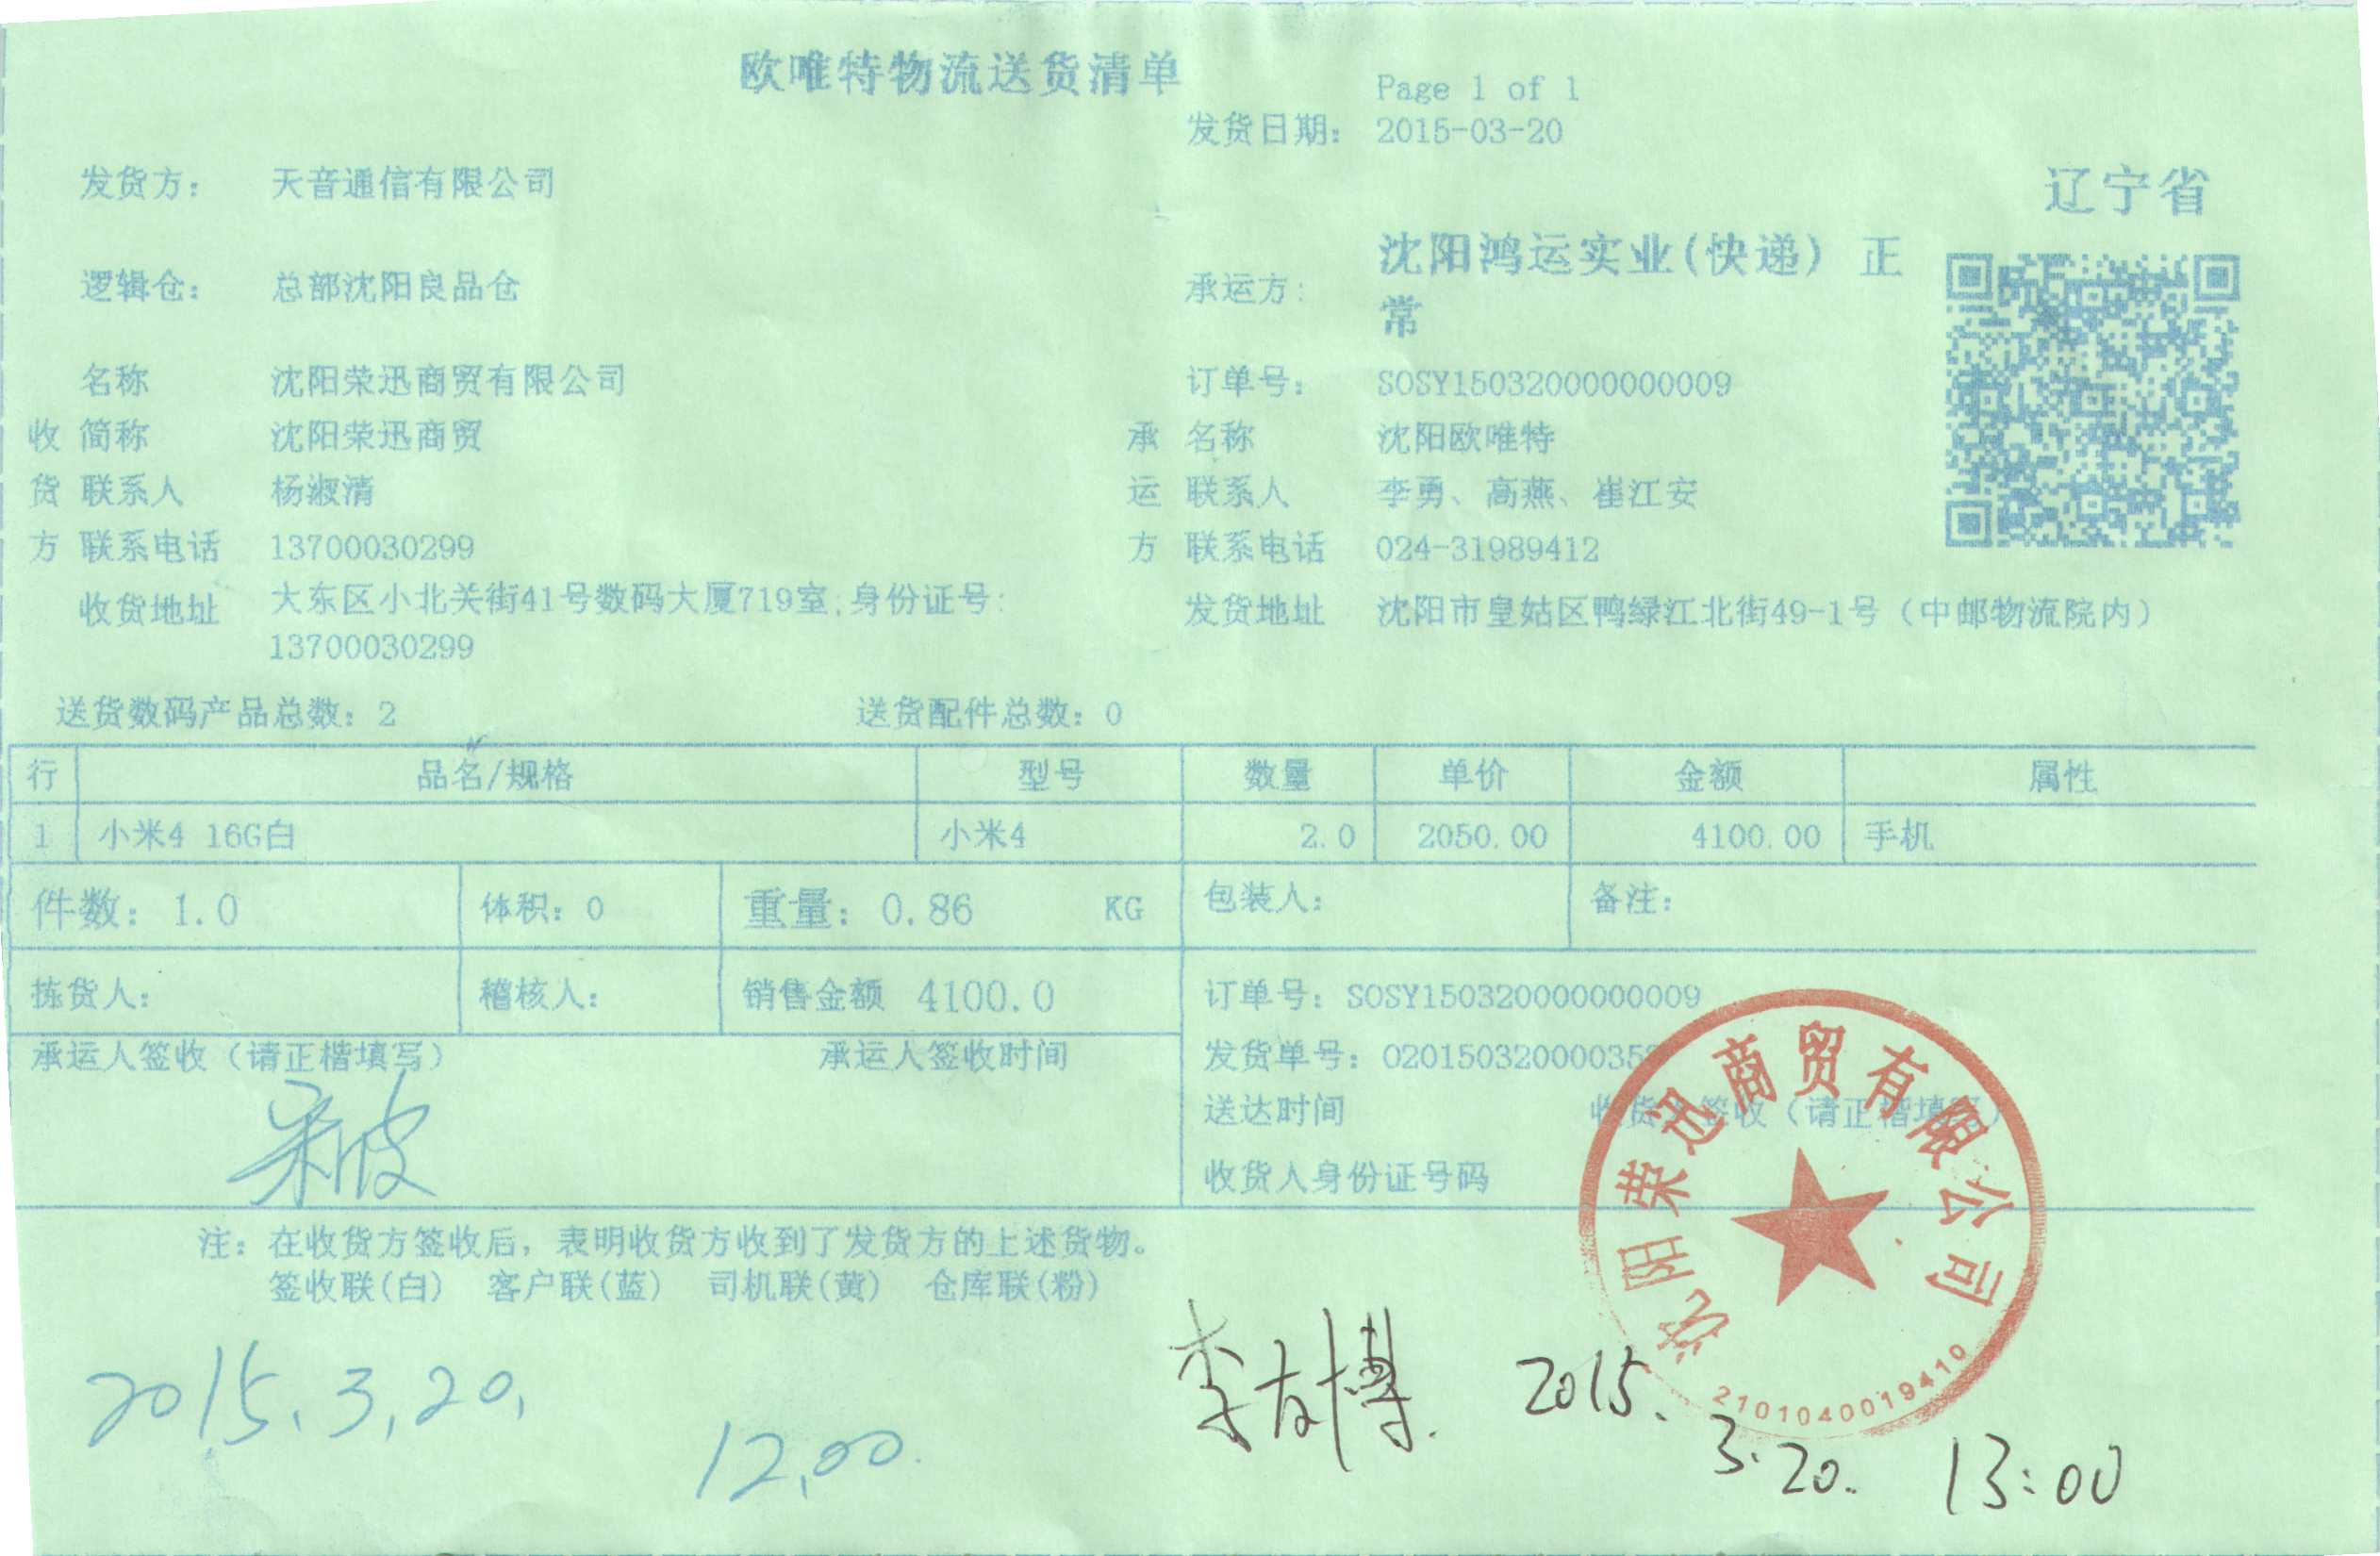 欧唯特物流送货清单
Page 1 of 1
发货日期: 2015-03-20
发货方: 天音通信有限公司
辽宁省
逻辑仓: 总部沈阳良品仓
承运方: 沈阳鸿运实业(快递) 正
常
名称 沈阳荣迅商贸有限公司
订单号: SOSY150320000000009
收 简称 沈阳荣迅商贸
承 名称 沈阳欧唯特
货 联系人 杨淑清
运 联系人 李勇、高燕、崔江安
方 联系电话 13700030299
方 联系电话 024-31989412
收货地址 大东区小北关街41号数码大厦719室,身份证号:
13700030299
发货地址 沈阳市皇姑区鸭绿江北街49-1号（中邮物流院内）
送货数码产品总数: 2 送货配件总数: 0
行 品名/规格 型号 数量 单价 金额 属性
1 小米4 16G白 小米4 2.0 2050.00 4100.00 手机
件数: 1.0 体积: 0 重量: 0.86 KG 包装人: 备注:
拣货人: 稽核人: 销售金额 4100.0 订单号: SOSY150320000000009
承运人签收（请正楷填写） 承运人签收时间
发货单号: 02015032000035
送达时间 收货人签收（请正楷填写）
收货人身份证号码
注: 在收货方签收后, 表明收货方收到了发货方的上述货物。
签收联(白) 客户联(蓝) 司机联(黄) 仓库联(粉)
沈阳荣迅商贸有限公司
2101040019410
2015.3.20.
12.00.
李友博. 2015.
3.20. 13:00